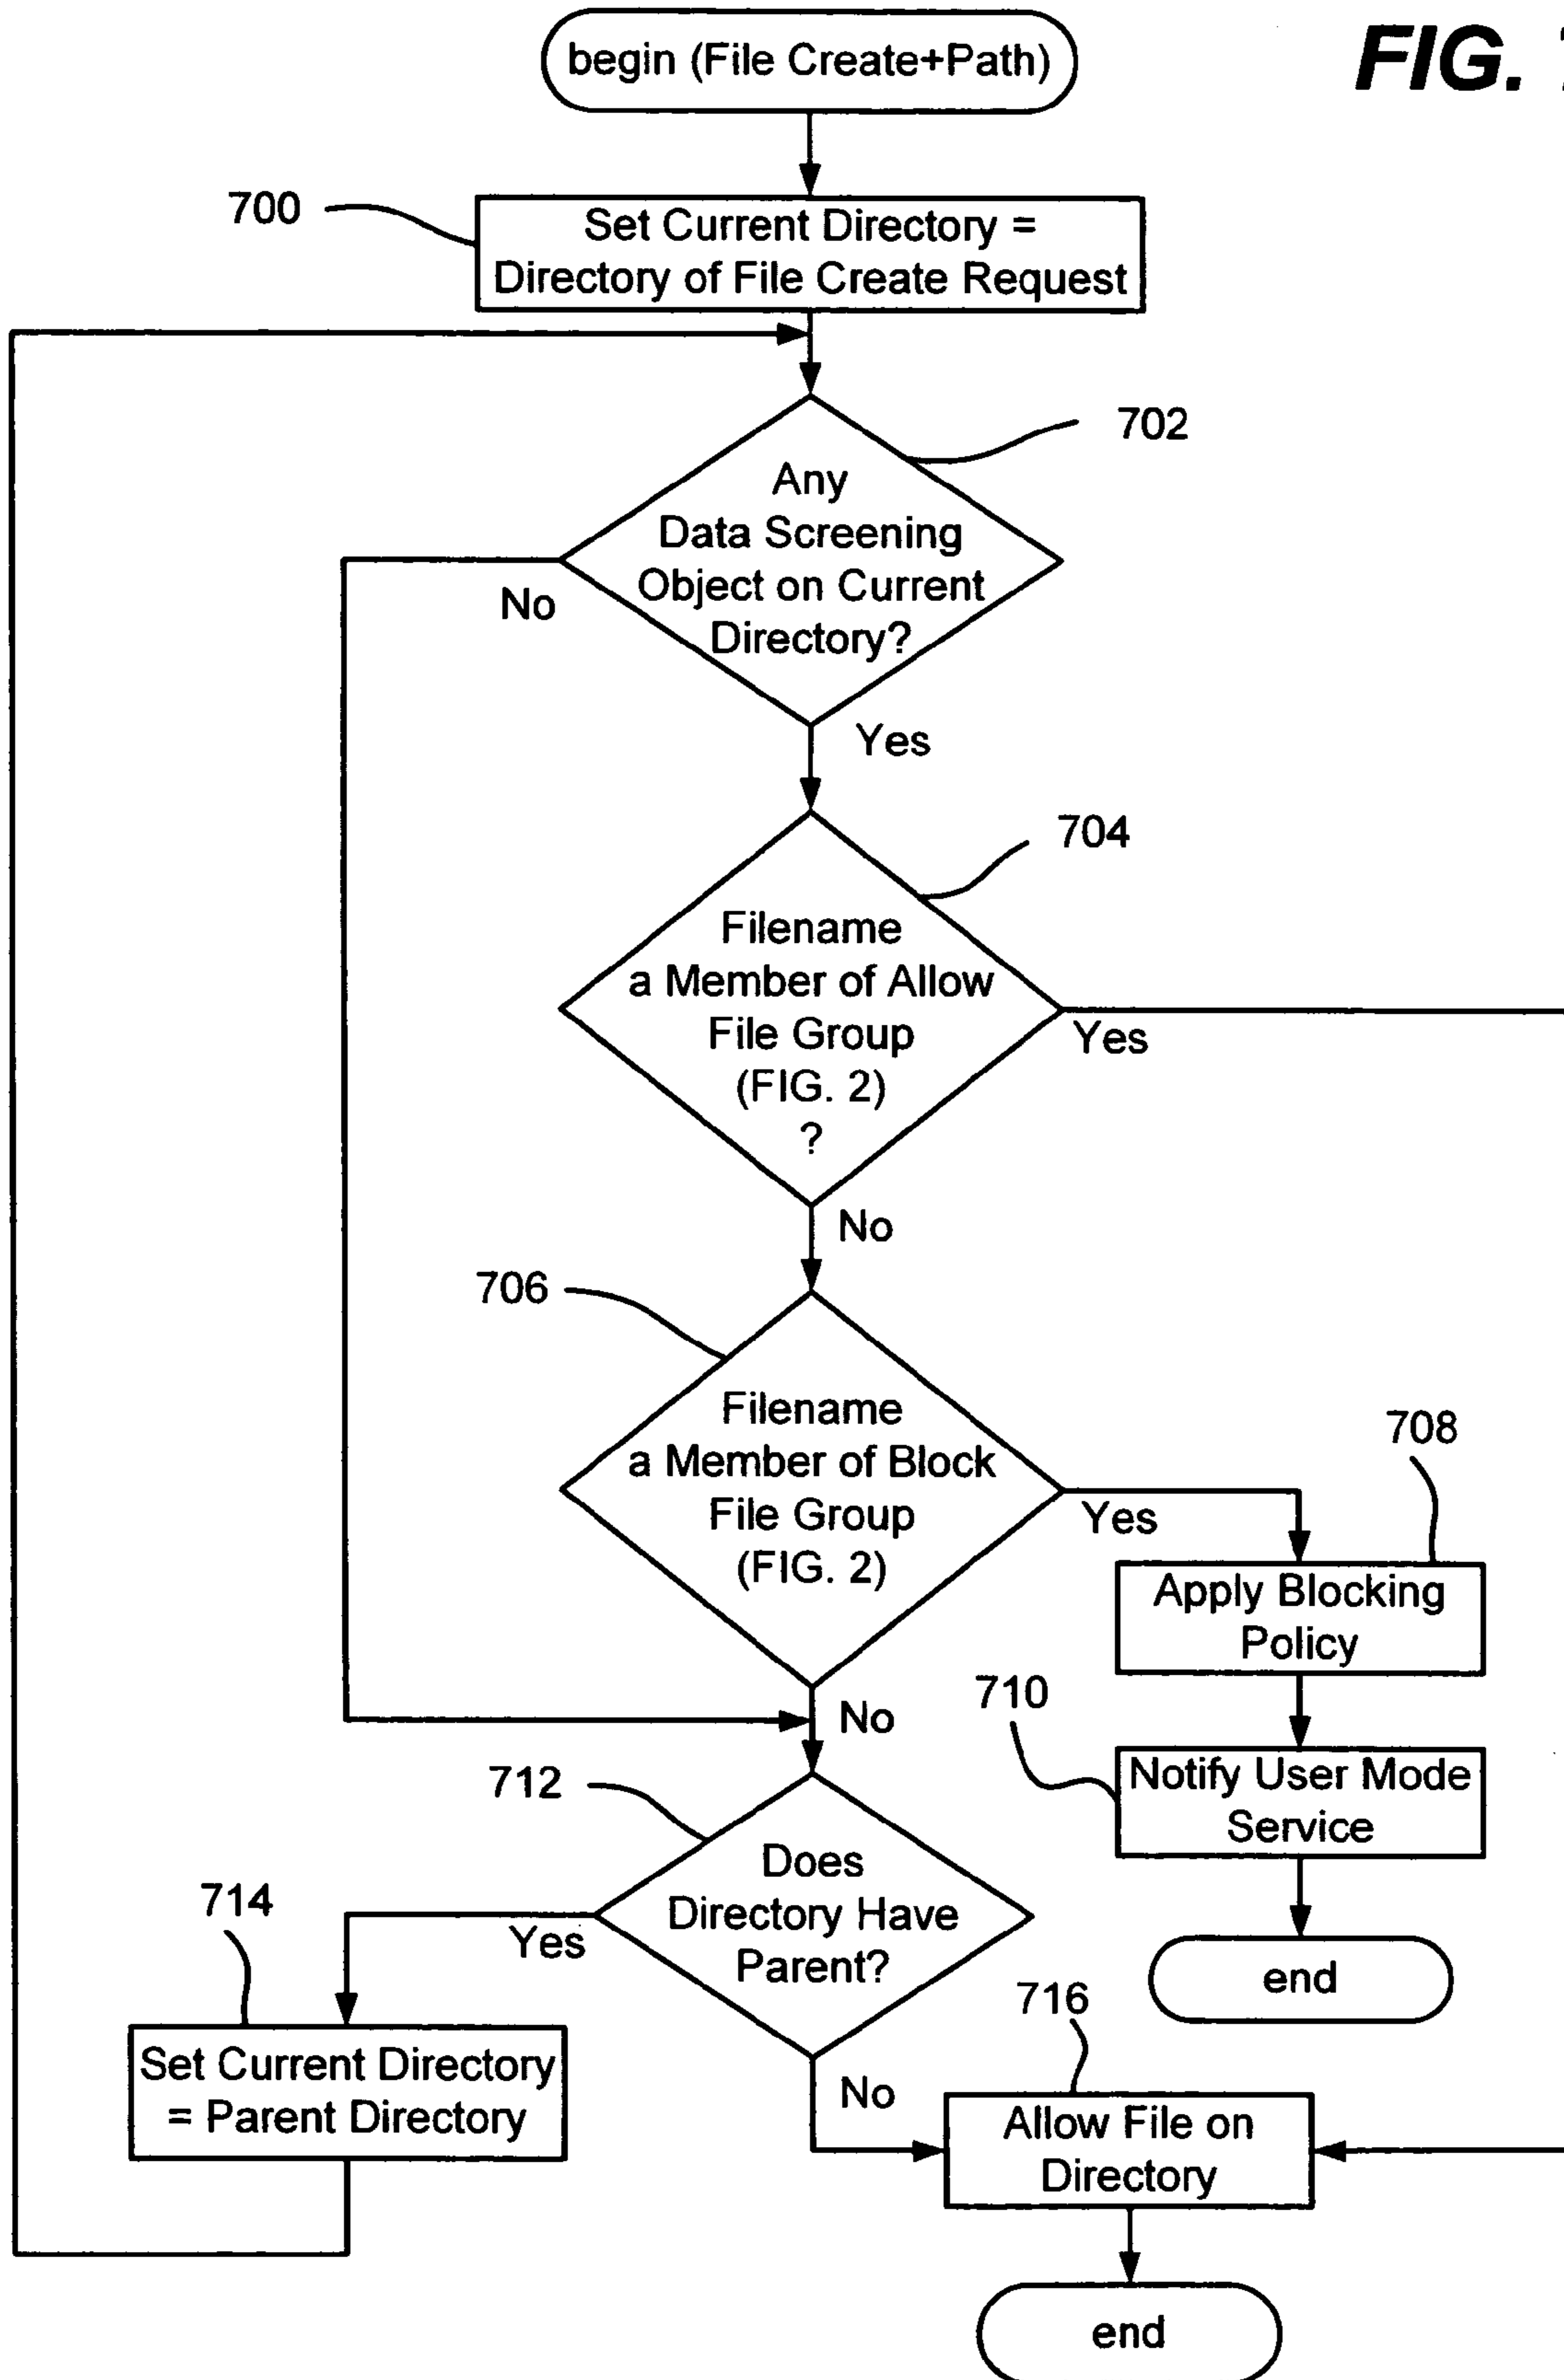 begin (File Create+Path)
FIG.
700
Set Current Directory =
Directory of File Create Request
702
Any
Data Screening
Object on Current
Directory?
No
Yes
704
Filename
a Member of Allow
File Group
(FIG. 2)
?
Yes
No
706
Filename
a Member of Block
File Group
(FIG. 2)
Yes
708
Apply Blocking
Policy
No
710
Notify User Mode
Service
712
Does
Directory Have
Parent?
Yes
714
end
716
Set Current Directory
= Parent Directory
No
Allow File on
Directory
end